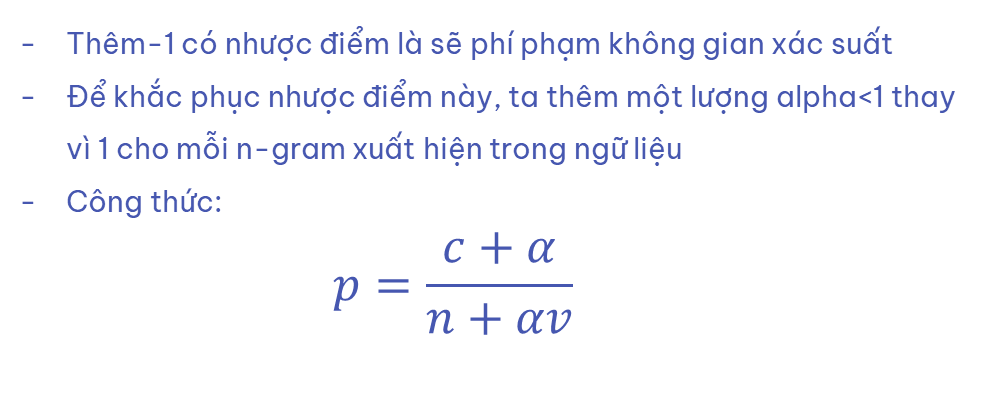 - Thêm-1 có nhược điểm là sẽ phí phạm không gian xác suất
- Để khắc phục nhược điểm này, ta thêm một lượng alpha<1 thay
vì 1 cho mỗi n-gram xuất hiện trong ngữ liệu
- Công thức:
p = \frac{c + α}{n + αv}